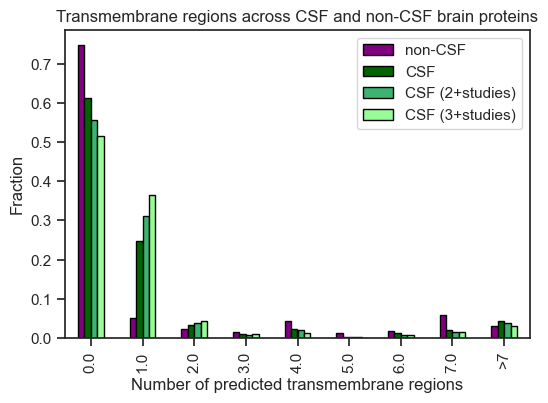 Transmembrane regions across CSF and non-CSF brain proteins
non-CSF
CSF
CSF (2+studies)
CSF (3+studies)
Fraction
0.7
0.6
0.5
0.4
0.3
0.2
0.1
0.0
0.0 1.0 2.0 3.0 4.0 5.0 6.0 7.0 >7
Number of predicted transmembrane regions